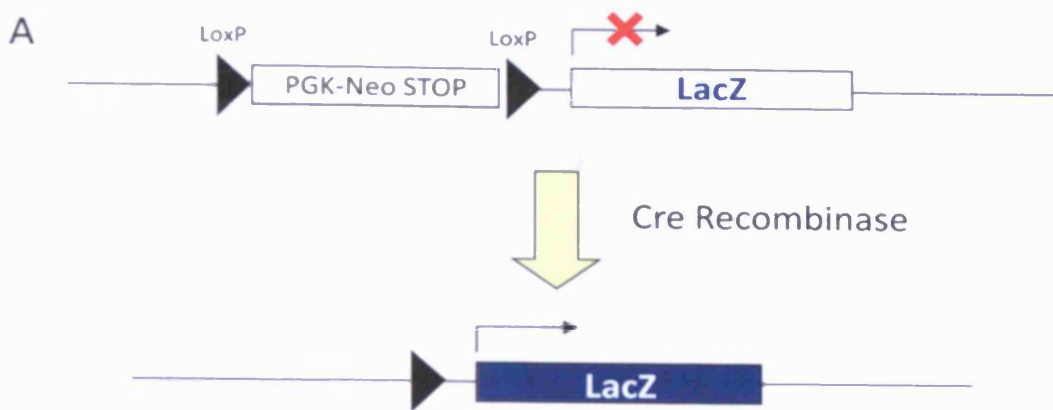 A
LoxP
LoxP
PGK-Neo STOP
LacZ
Cre Recombinase
LacZ